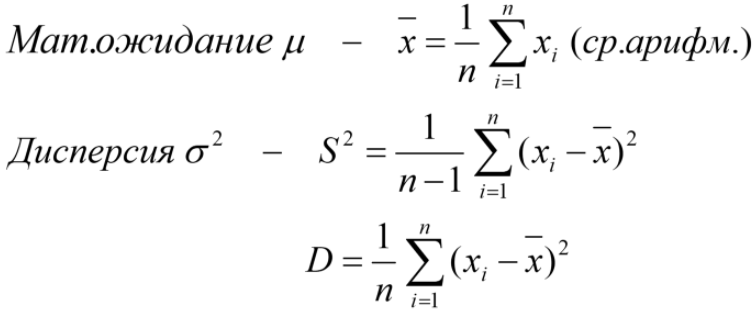 Мат.ожидание μ – x̄ = 1/n ∑_{i=1}^{n} x_i (ср.арифм.)
Дисперсия σ² – S² = 1/(n−1) ∑_{i=1}^{n} (x_i − x̄)²
D = 1/n ∑_{i=1}^{n} (x_i − x̄)²